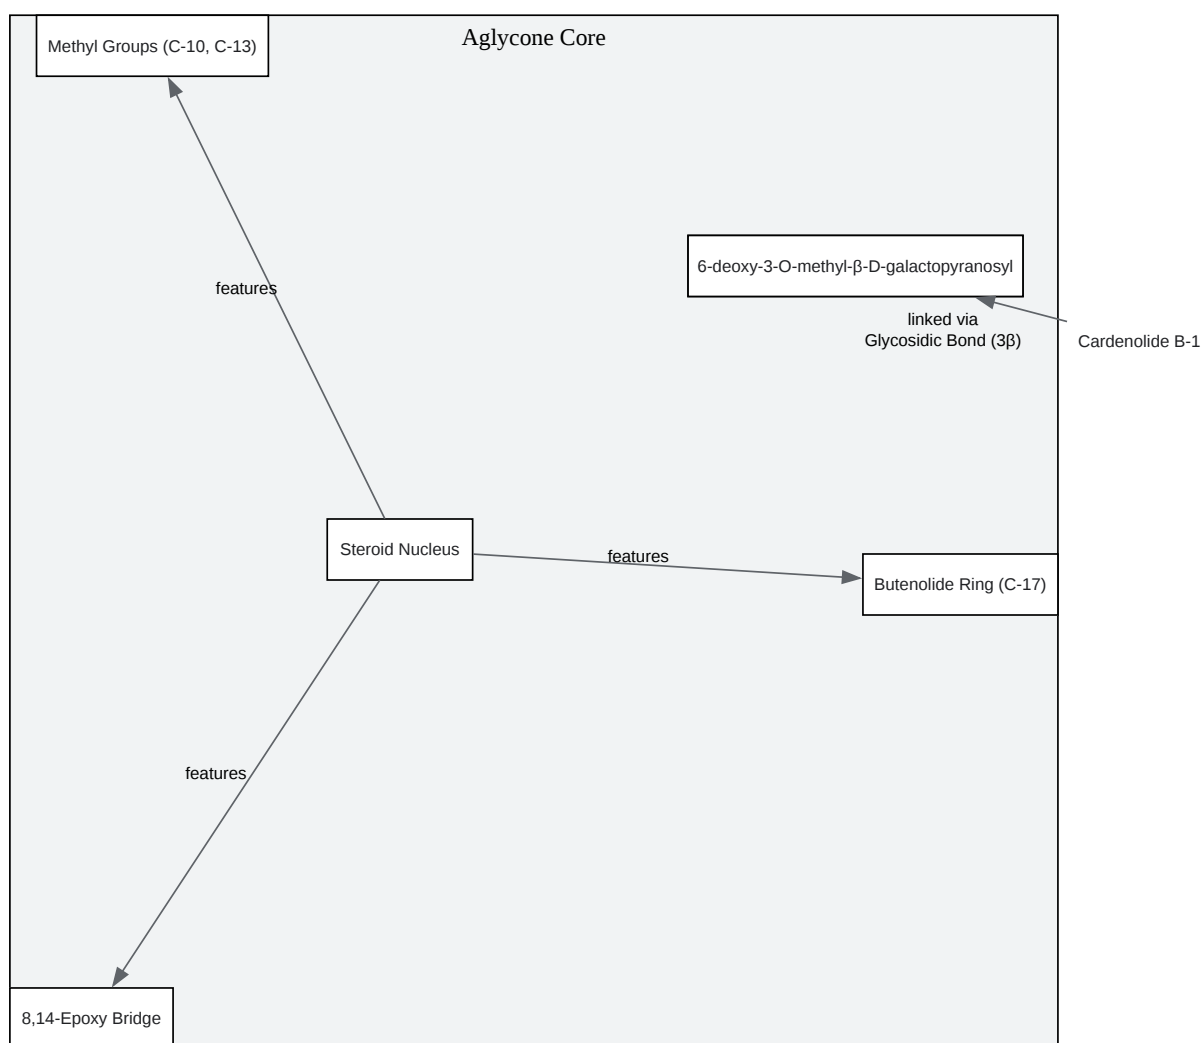 Aglycone Core
Methyl Groups (C-10, C-13)
features
6-deoxy-3-O-methyl-β-D-galactopyranosyl
linked via
Glycosidic Bond (3β)
Cardenolide B-1
Steroid Nucleus
features
Butenolide Ring (C-17)
features
8,14-Epoxy Bridge